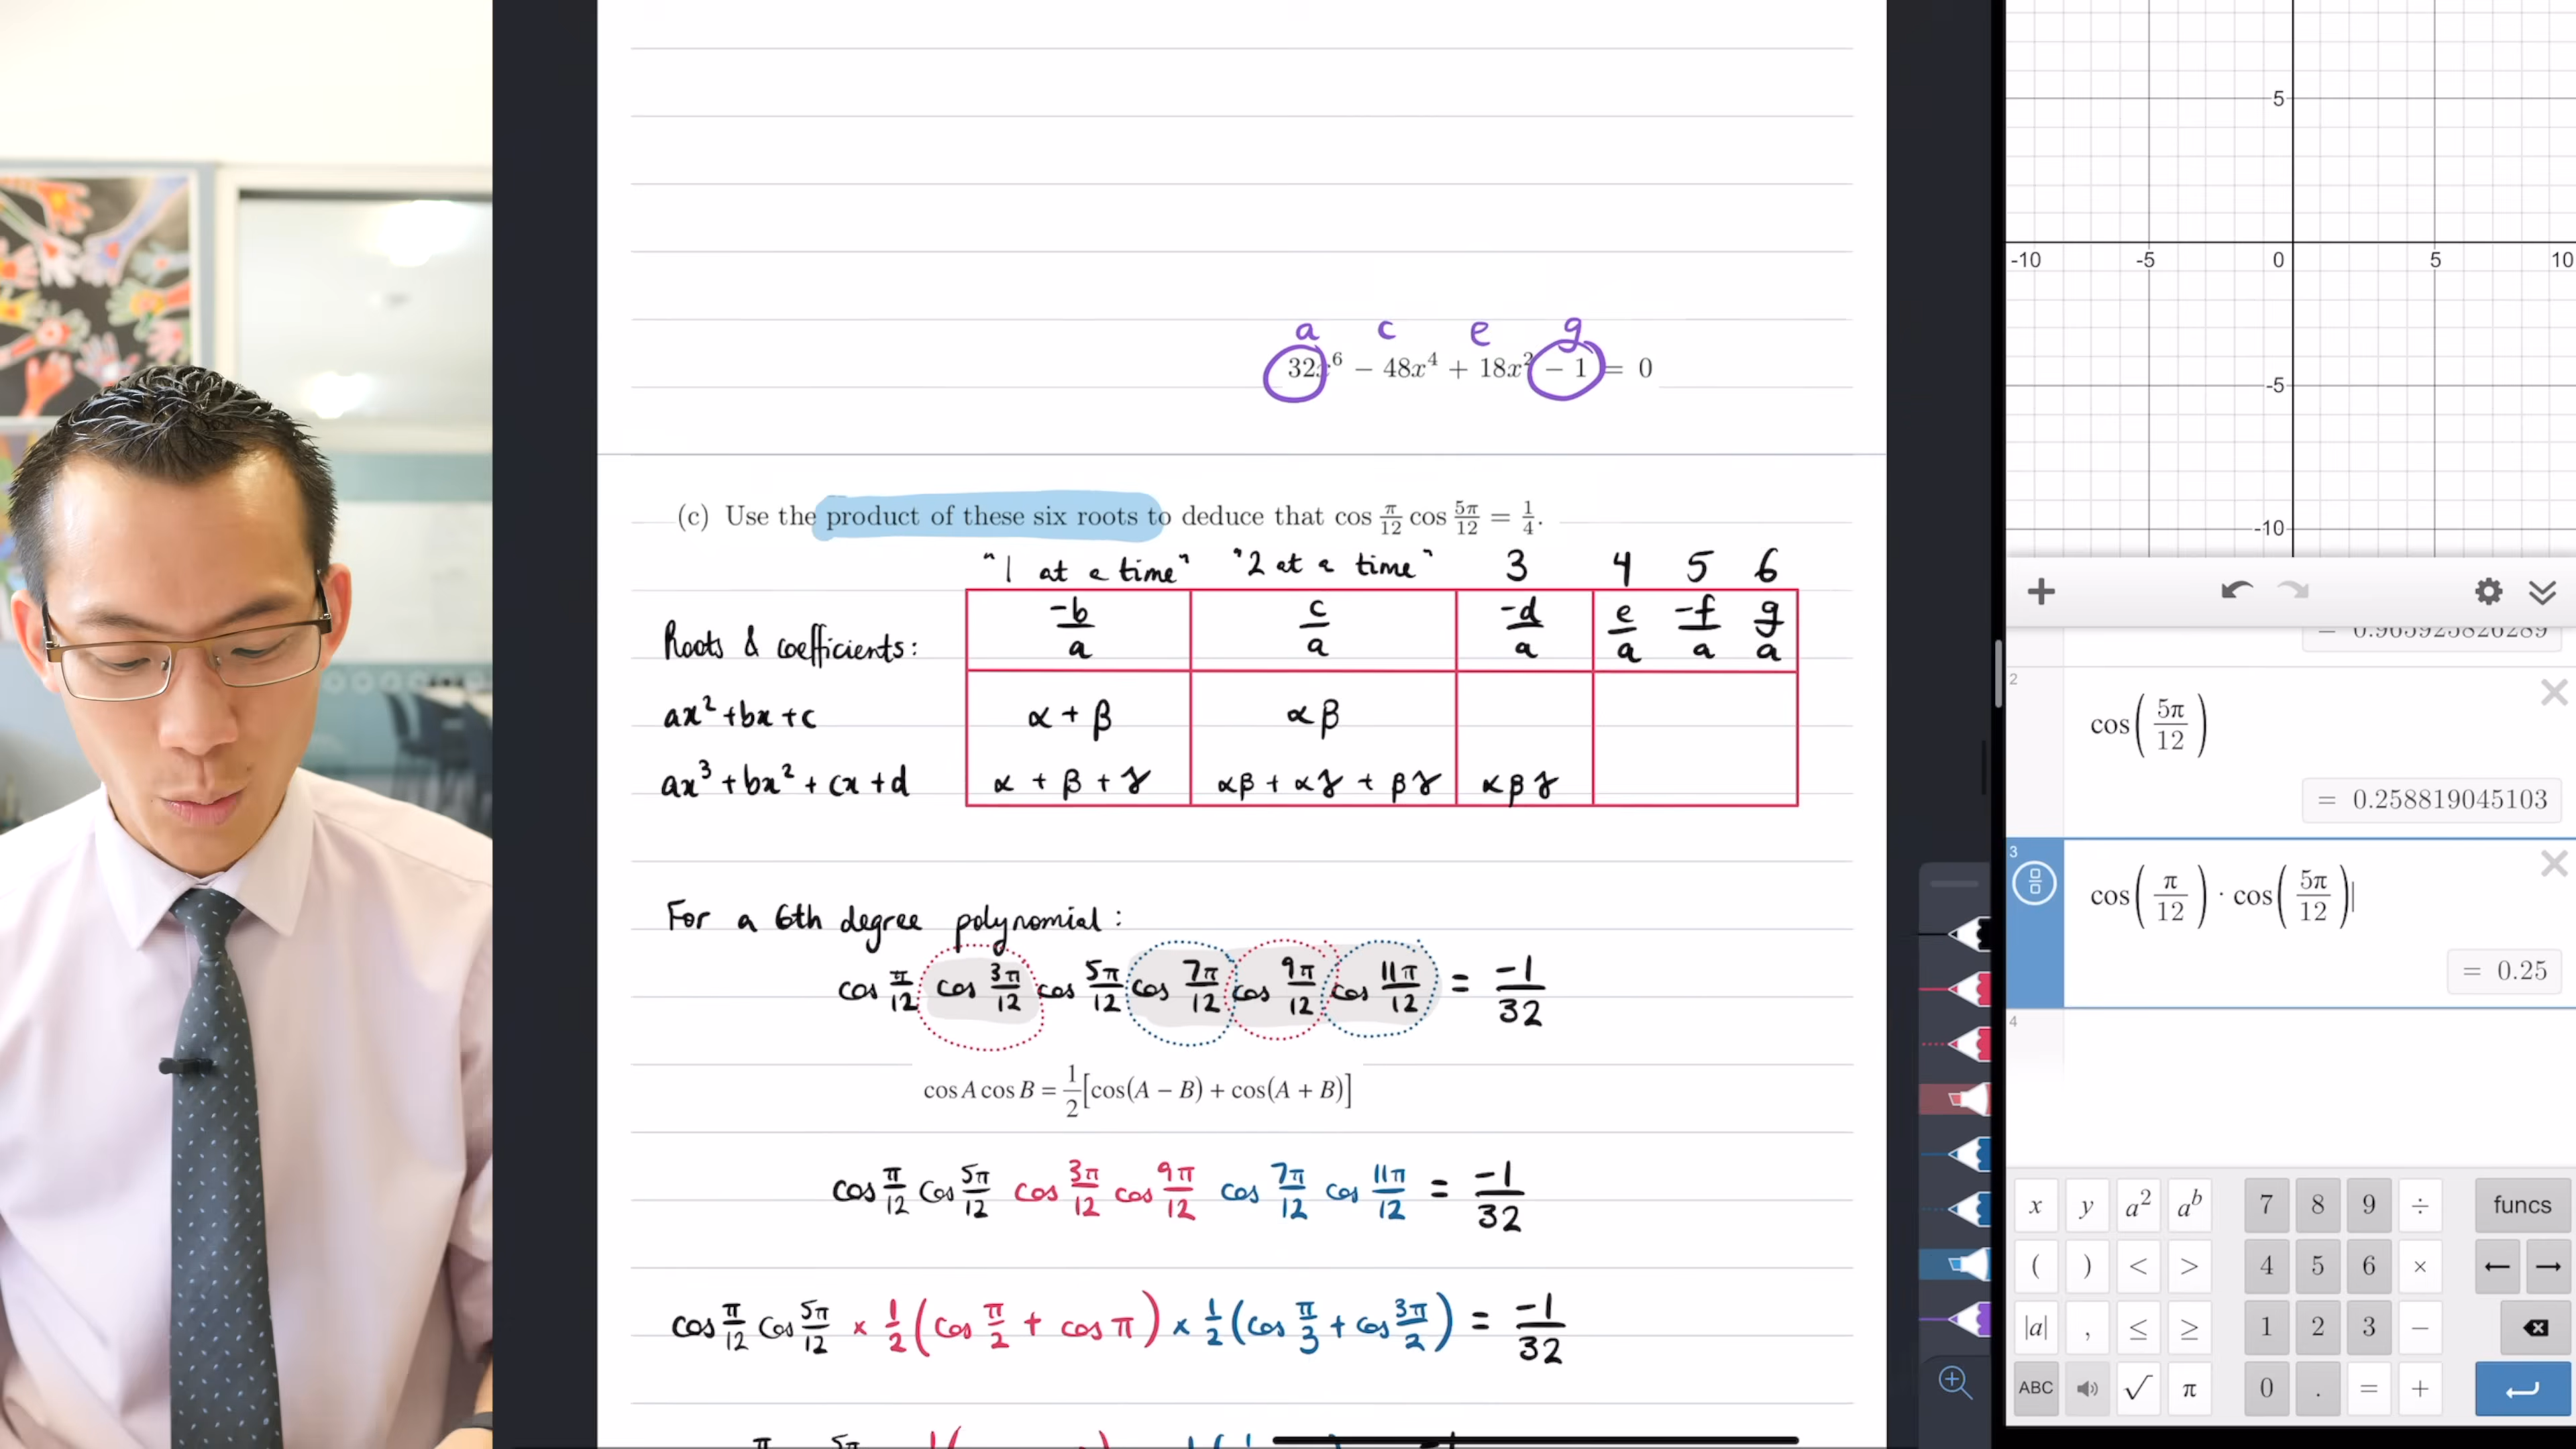 a c e g
32x⁶ − 48x⁴ + 18x² − 1 = 0
(c) Use the product of these six roots to deduce that cos π/12 cos 5π/12 = 1/4.
"1 at a time" "2 at a time" 3 4 5 6
Roots & coefficients: -b/a c/a -d/a e/a -f/a g/a
ax² + bx + c α + β αβ
ax³ + bx² + cx + d α + β + γ αβ + αγ + βγ αβγ
For a 6th degree polynomial:
cos π/12 cos 3π/12 cos 5π/12 cos 7π/12 cos 9π/12 cos 11π/12 = -1/32
cos A cos B = 1/2[cos(A − B) + cos(A + B)]
cos π/12 cos 5π/12 cos 3π/12 cos 9π/12 cos 7π/12 cos 11π/12 = -1/32
cos π/12 cos 5π/12 × 1/2 (cos π/2 + cos π) × 1/2 (cos π/3 + cos 3π/2) = -1/32
5
-10 -5 0 5 10
-5
-10
= 0.965925826289
2
cos(5π/12)
= 0.258819045103
3
cos(π/12) · cos(5π/12)
= 0.25
4
x y a² aᵇ 7 8 9 ÷ funcs
( ) < > 4 5 6 × ← →
|a| , ≤ ≥ 1 2 3 −
ABC √ π 0 . = +